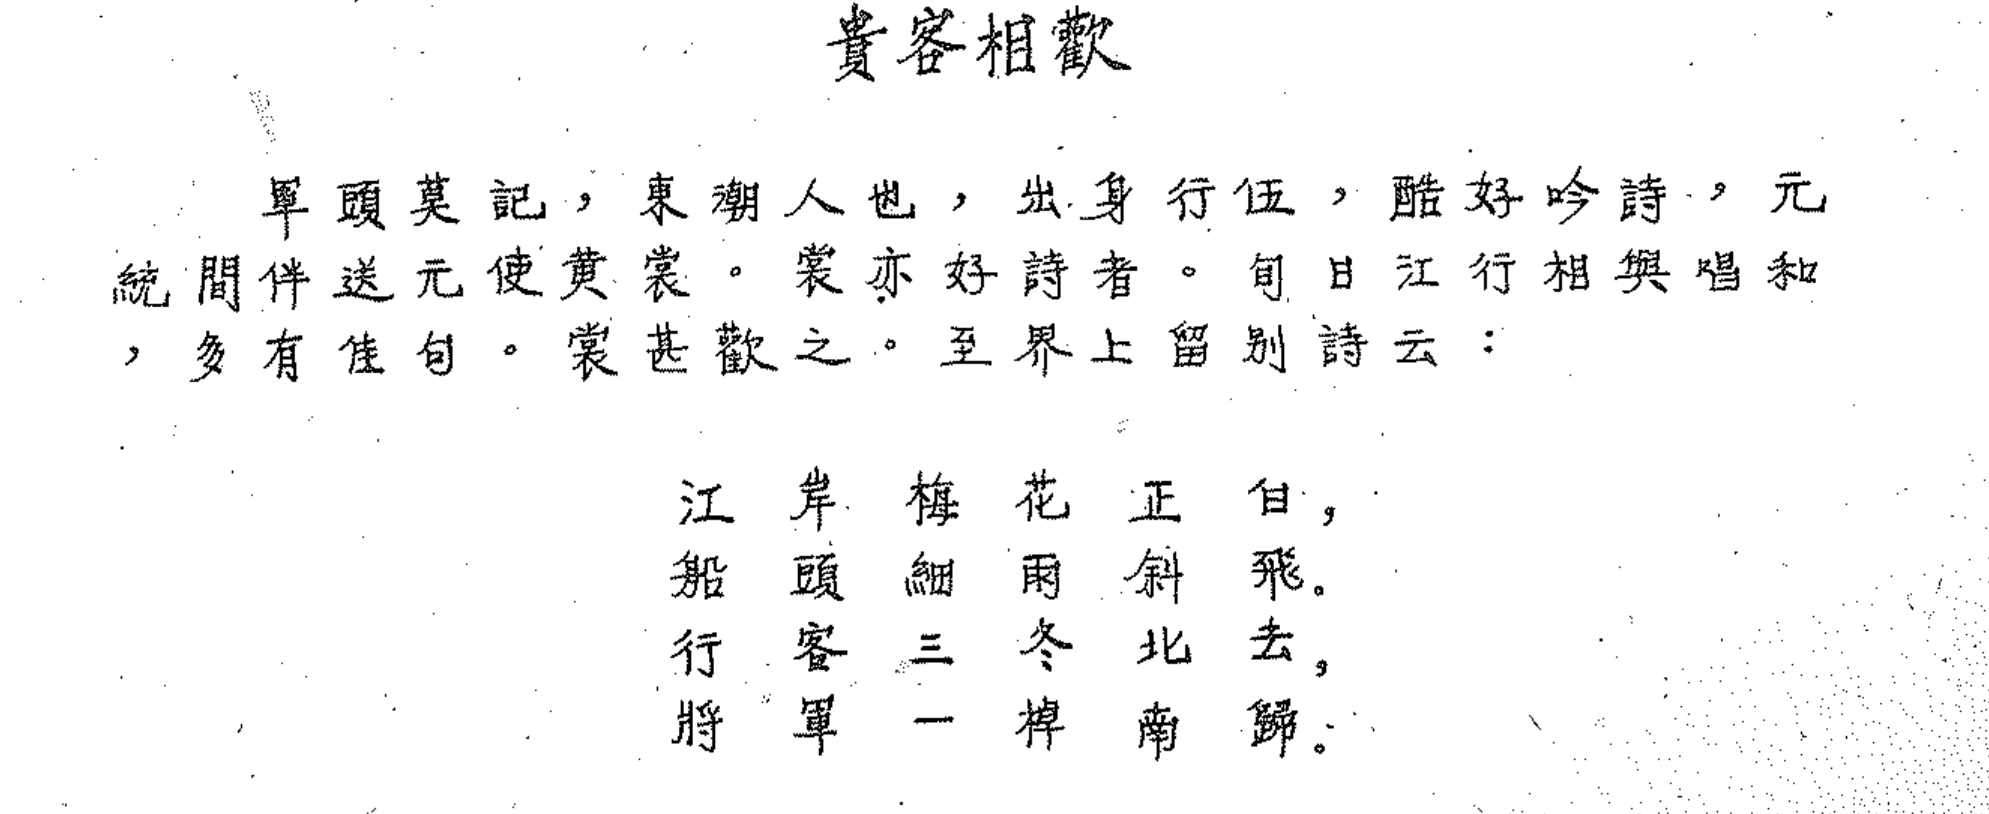 貴客相歡
軍頭莫記，東潮人也，出身行伍，酷好吟詩，元
統間伴送元使黄裳。裳亦好詩者。旬日江行相與唱和
，多有佳句。裳甚歡之。至界上留别詩云：
江岸梅花正白，
船頭細雨斜飛。
行客三冬北去，
將軍一棹南歸。